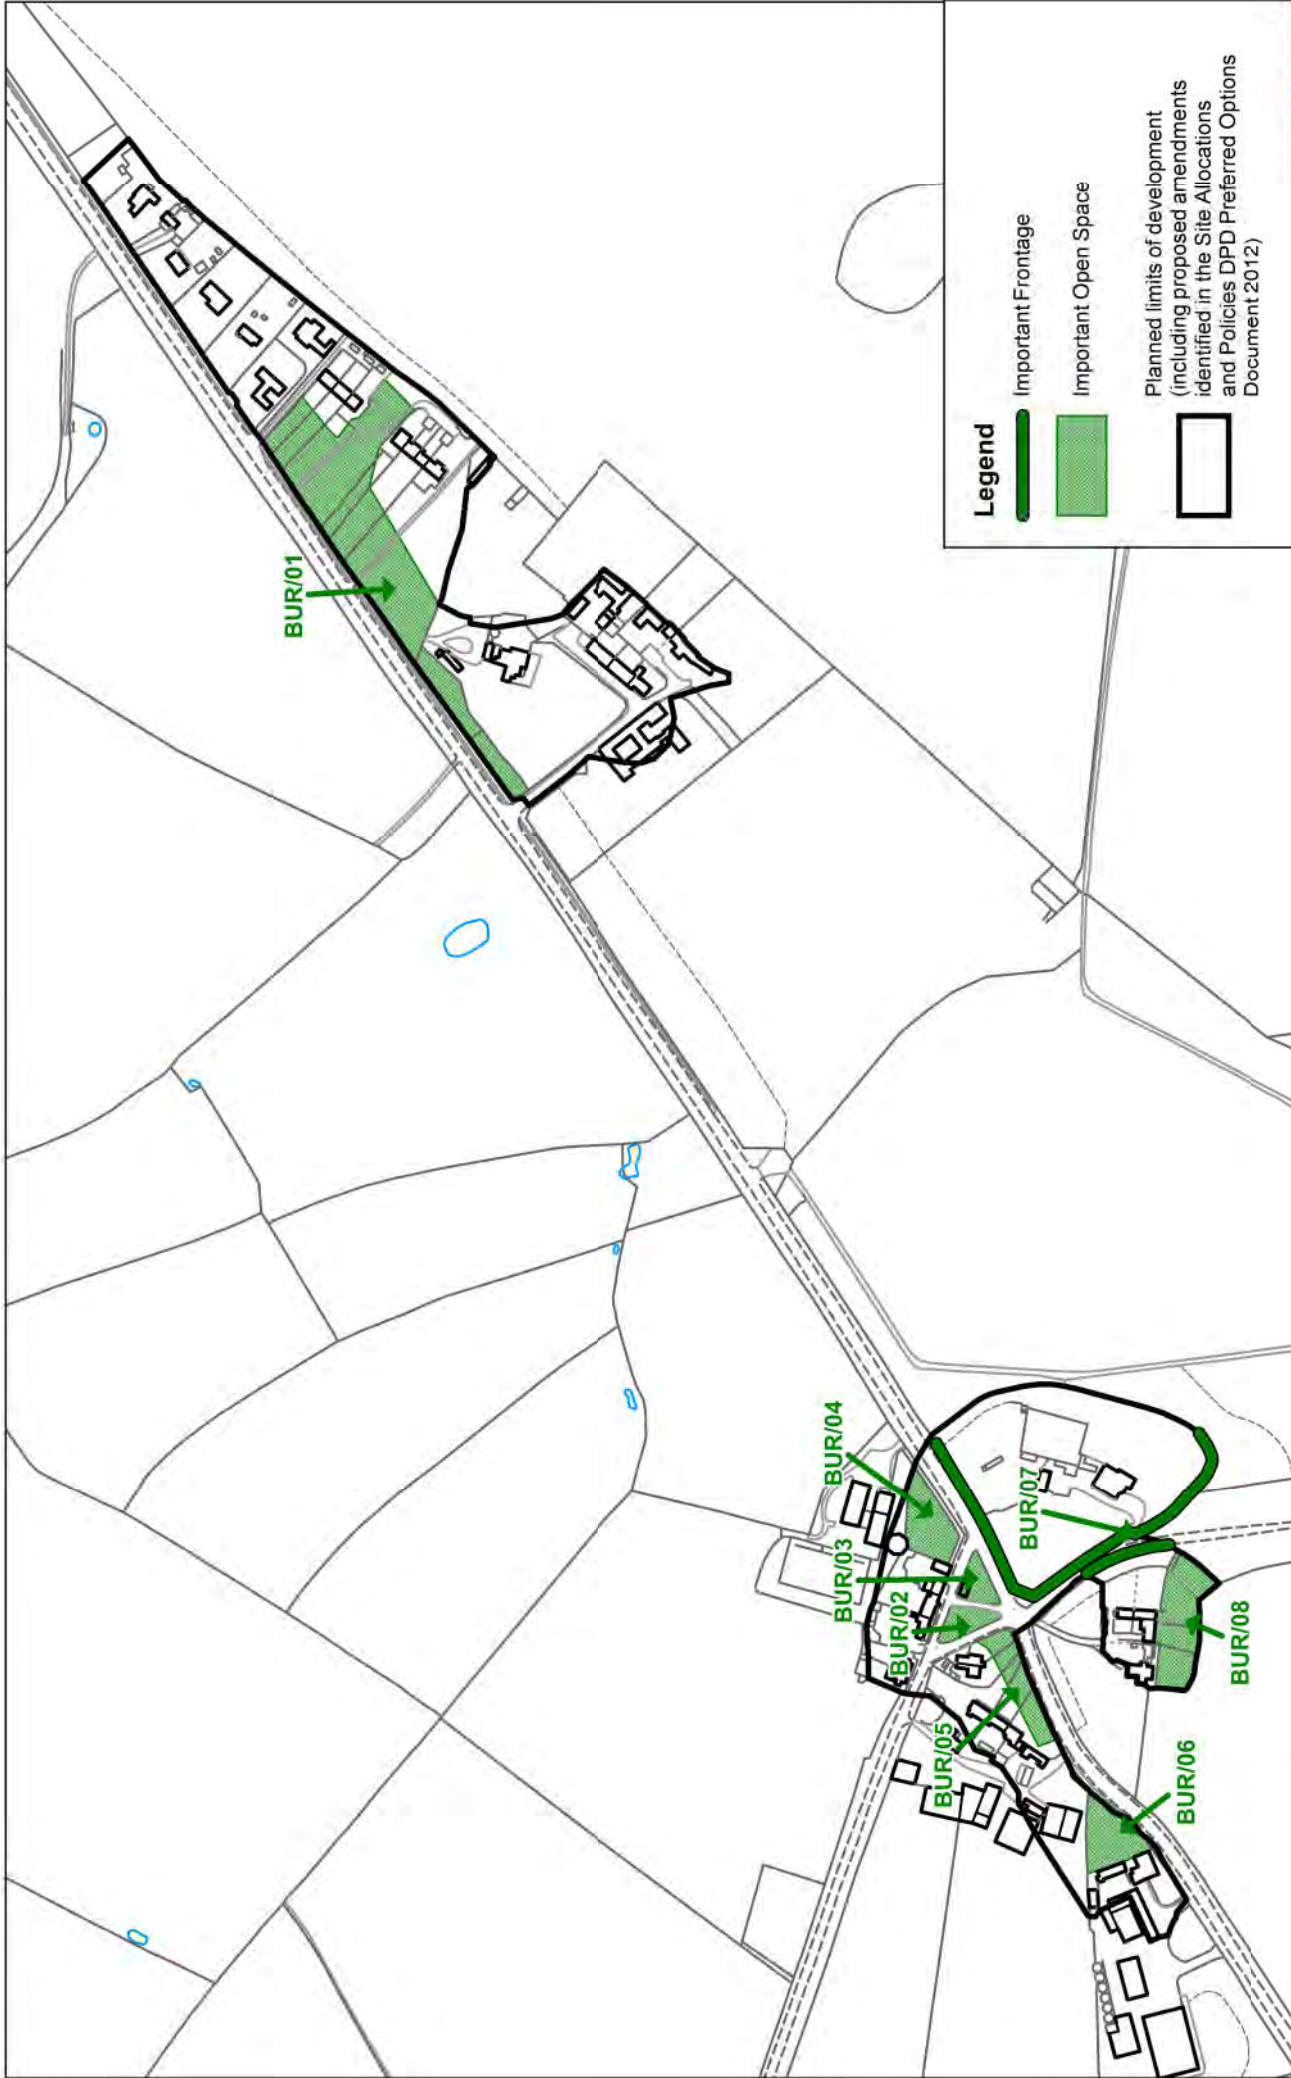 BUR/01
BUR/04
BUR/03
BUR/02
BUR/07
BUR/05
BUR/08
BUR/06
Legend
Important Frontage
Important Open Space
Planned limits of development
(including proposed amendments
identified in the Site Allocations
and Policies DPD Preferred Options
Document 2012)